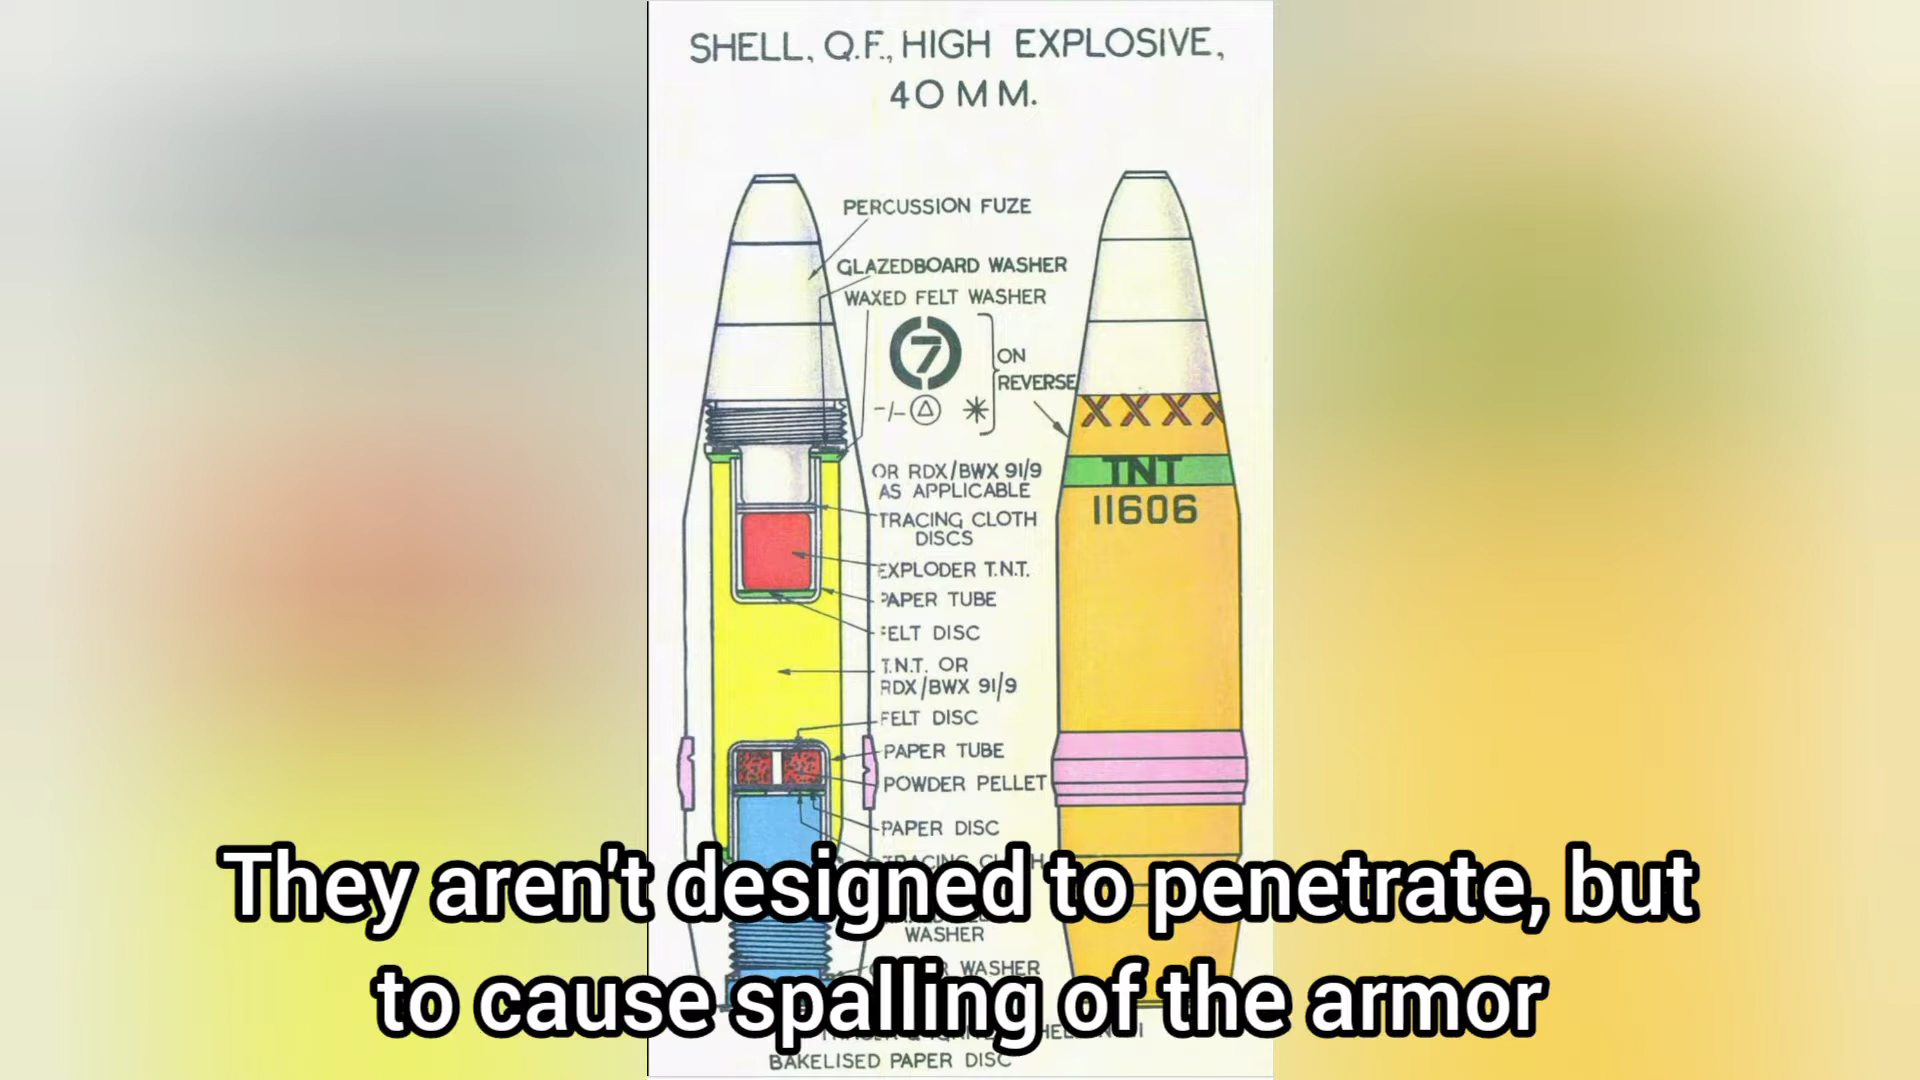 SHELL, Q.F., HIGH EXPLOSIVE,
40 MM.
PERCUSSION FUZE
GLAZEDBOARD WASHER
WAXED FELT WASHER
7
ON
REVERSE
-/-
OR RDX/BWX 91/9
AS APPLICABLE
TRACING CLOTH
DISCS
EXPLODER T.N.T.
PAPER TUBE
FELT DISC
T.N.T. OR
RDX/BWX 91/9
FELT DISC
PAPER TUBE
POWDER PELLET
PAPER DISC
TRACING
WASHER
WASHER
BAKELISED PAPER DISC
XXXX
TNT
11606
They aren't designed to penetrate, but
to cause spalling of the armor